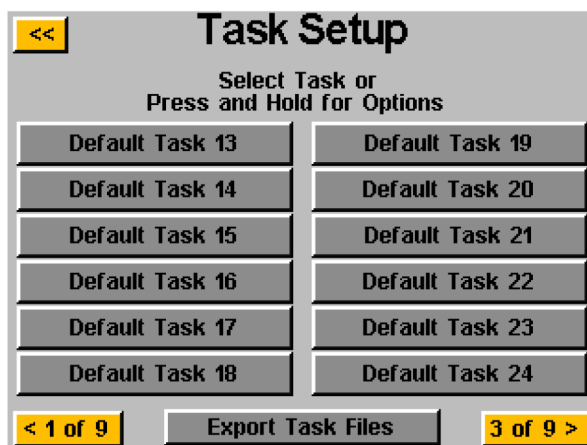 <<
Task Setup
Select Task or
Press and Hold for Options
Default Task 13
Default Task 19
Default Task 14
Default Task 20
Default Task 15
Default Task 21
Default Task 16
Default Task 22
Default Task 17
Default Task 23
Default Task 18
Default Task 24
< 1 of 9
Export Task Files
3 of 9 >